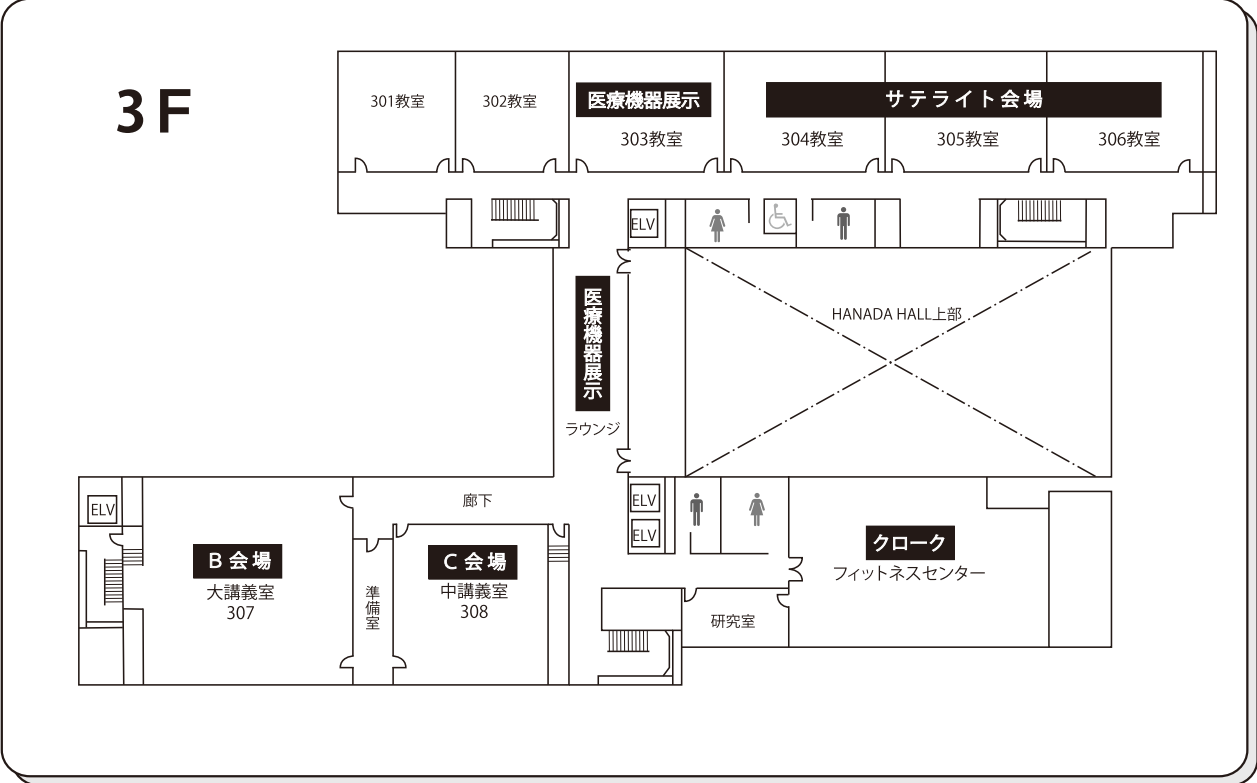 3F
301教室
302教室
医療機器展示
303教室
サテライト会場
304教室
305教室
306教室
ELV
HANADA HALL上部
医療機器展示
ラウンジ
ELV
廊下
ELV
ELV
B会場
大講義室
307
準備室
C会場
中講義室
308
クローク
フィットネスセンター
研究室